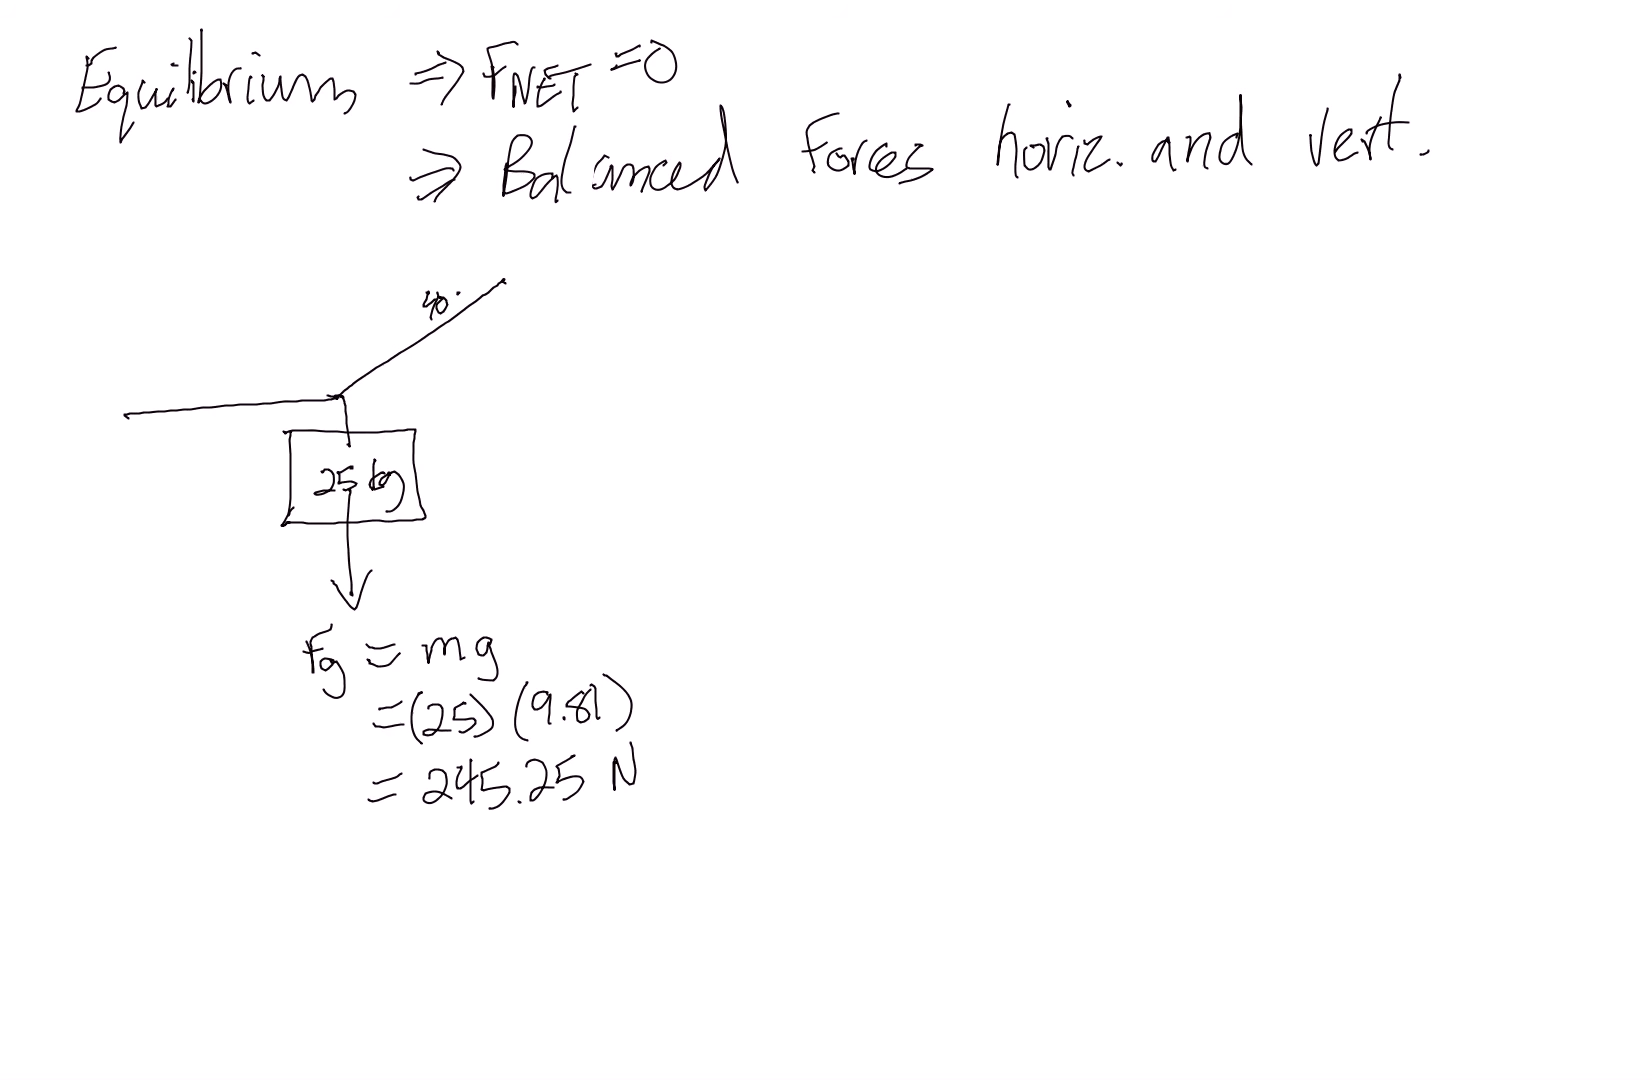 Equilibrium ⇒ FNET = 0
⇒ Balanced Forces horiz. and vert.
40°
25 kg
Fg = mg
= (25) (9.81)
= 245.25 N